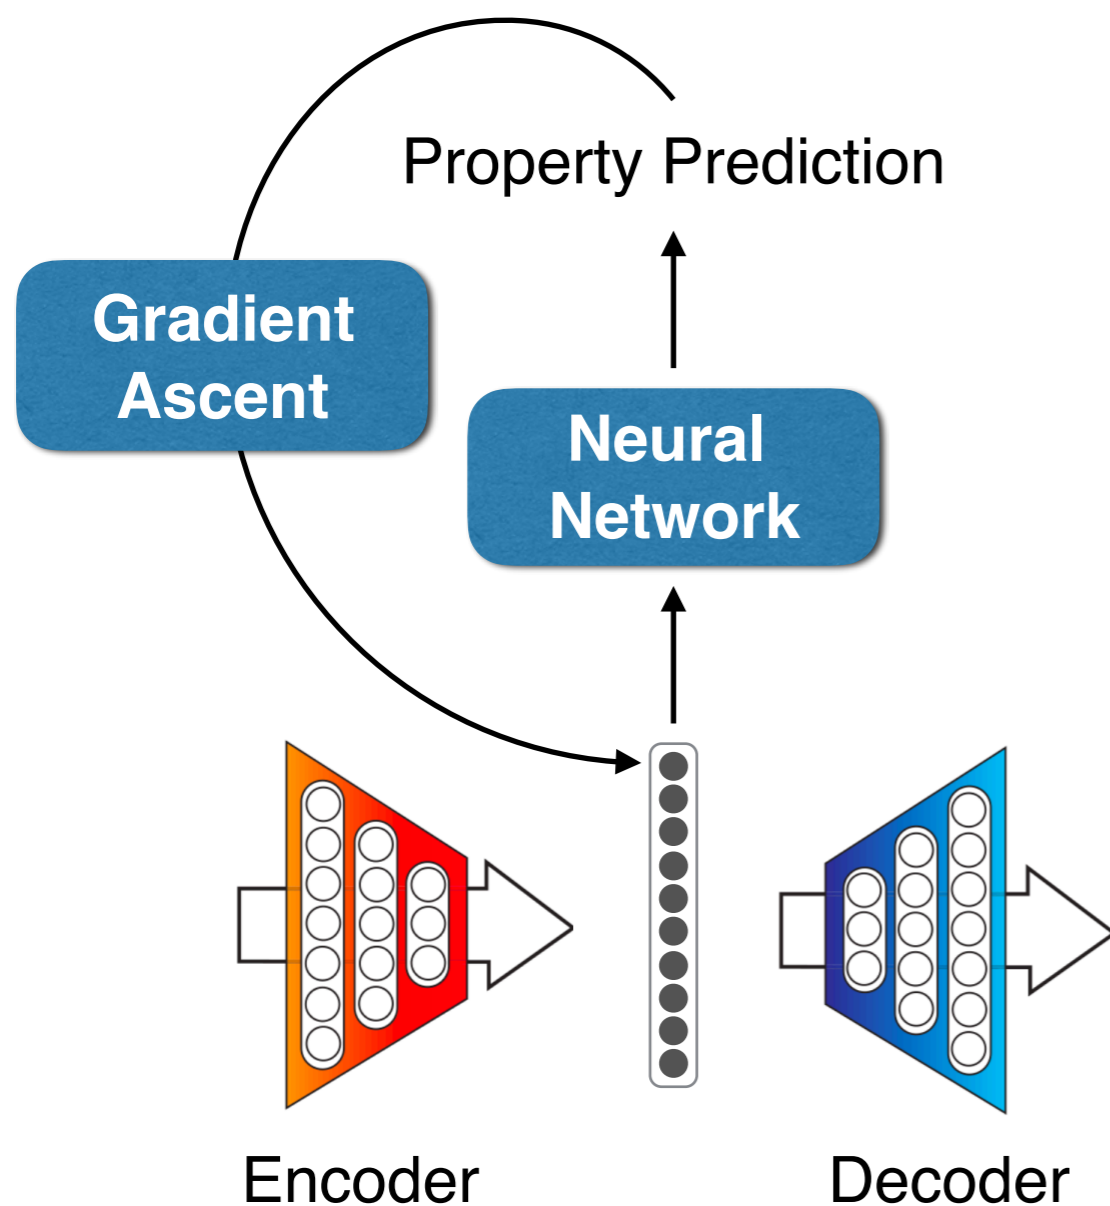 Property Prediction
Gradient
Ascent
Neural
Network
Encoder
Decoder